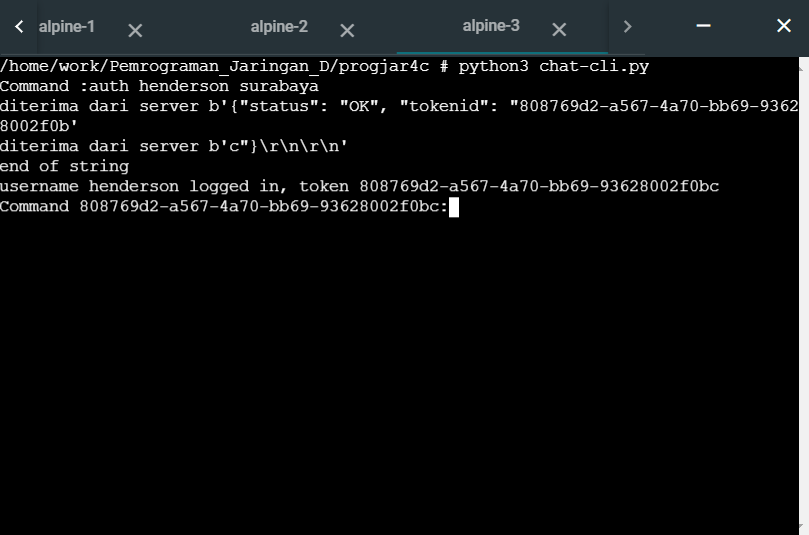 alpine-1
alpine-2
alpine-3
/home/work/Pemrograman_Jaringan_D/progjar4c # python3 chat-cli.py
Command :auth henderson surabaya
diterima dari server b'{"status": "OK", "tokenid": "808769d2-a567-4a70-bb69-9362
8002f0b'
diterima dari server b'c"}\r\n\r\n'
end of string
username henderson logged in, token 808769d2-a567-4a70-bb69-93628002f0bc
Command 808769d2-a567-4a70-bb69-93628002f0bc: